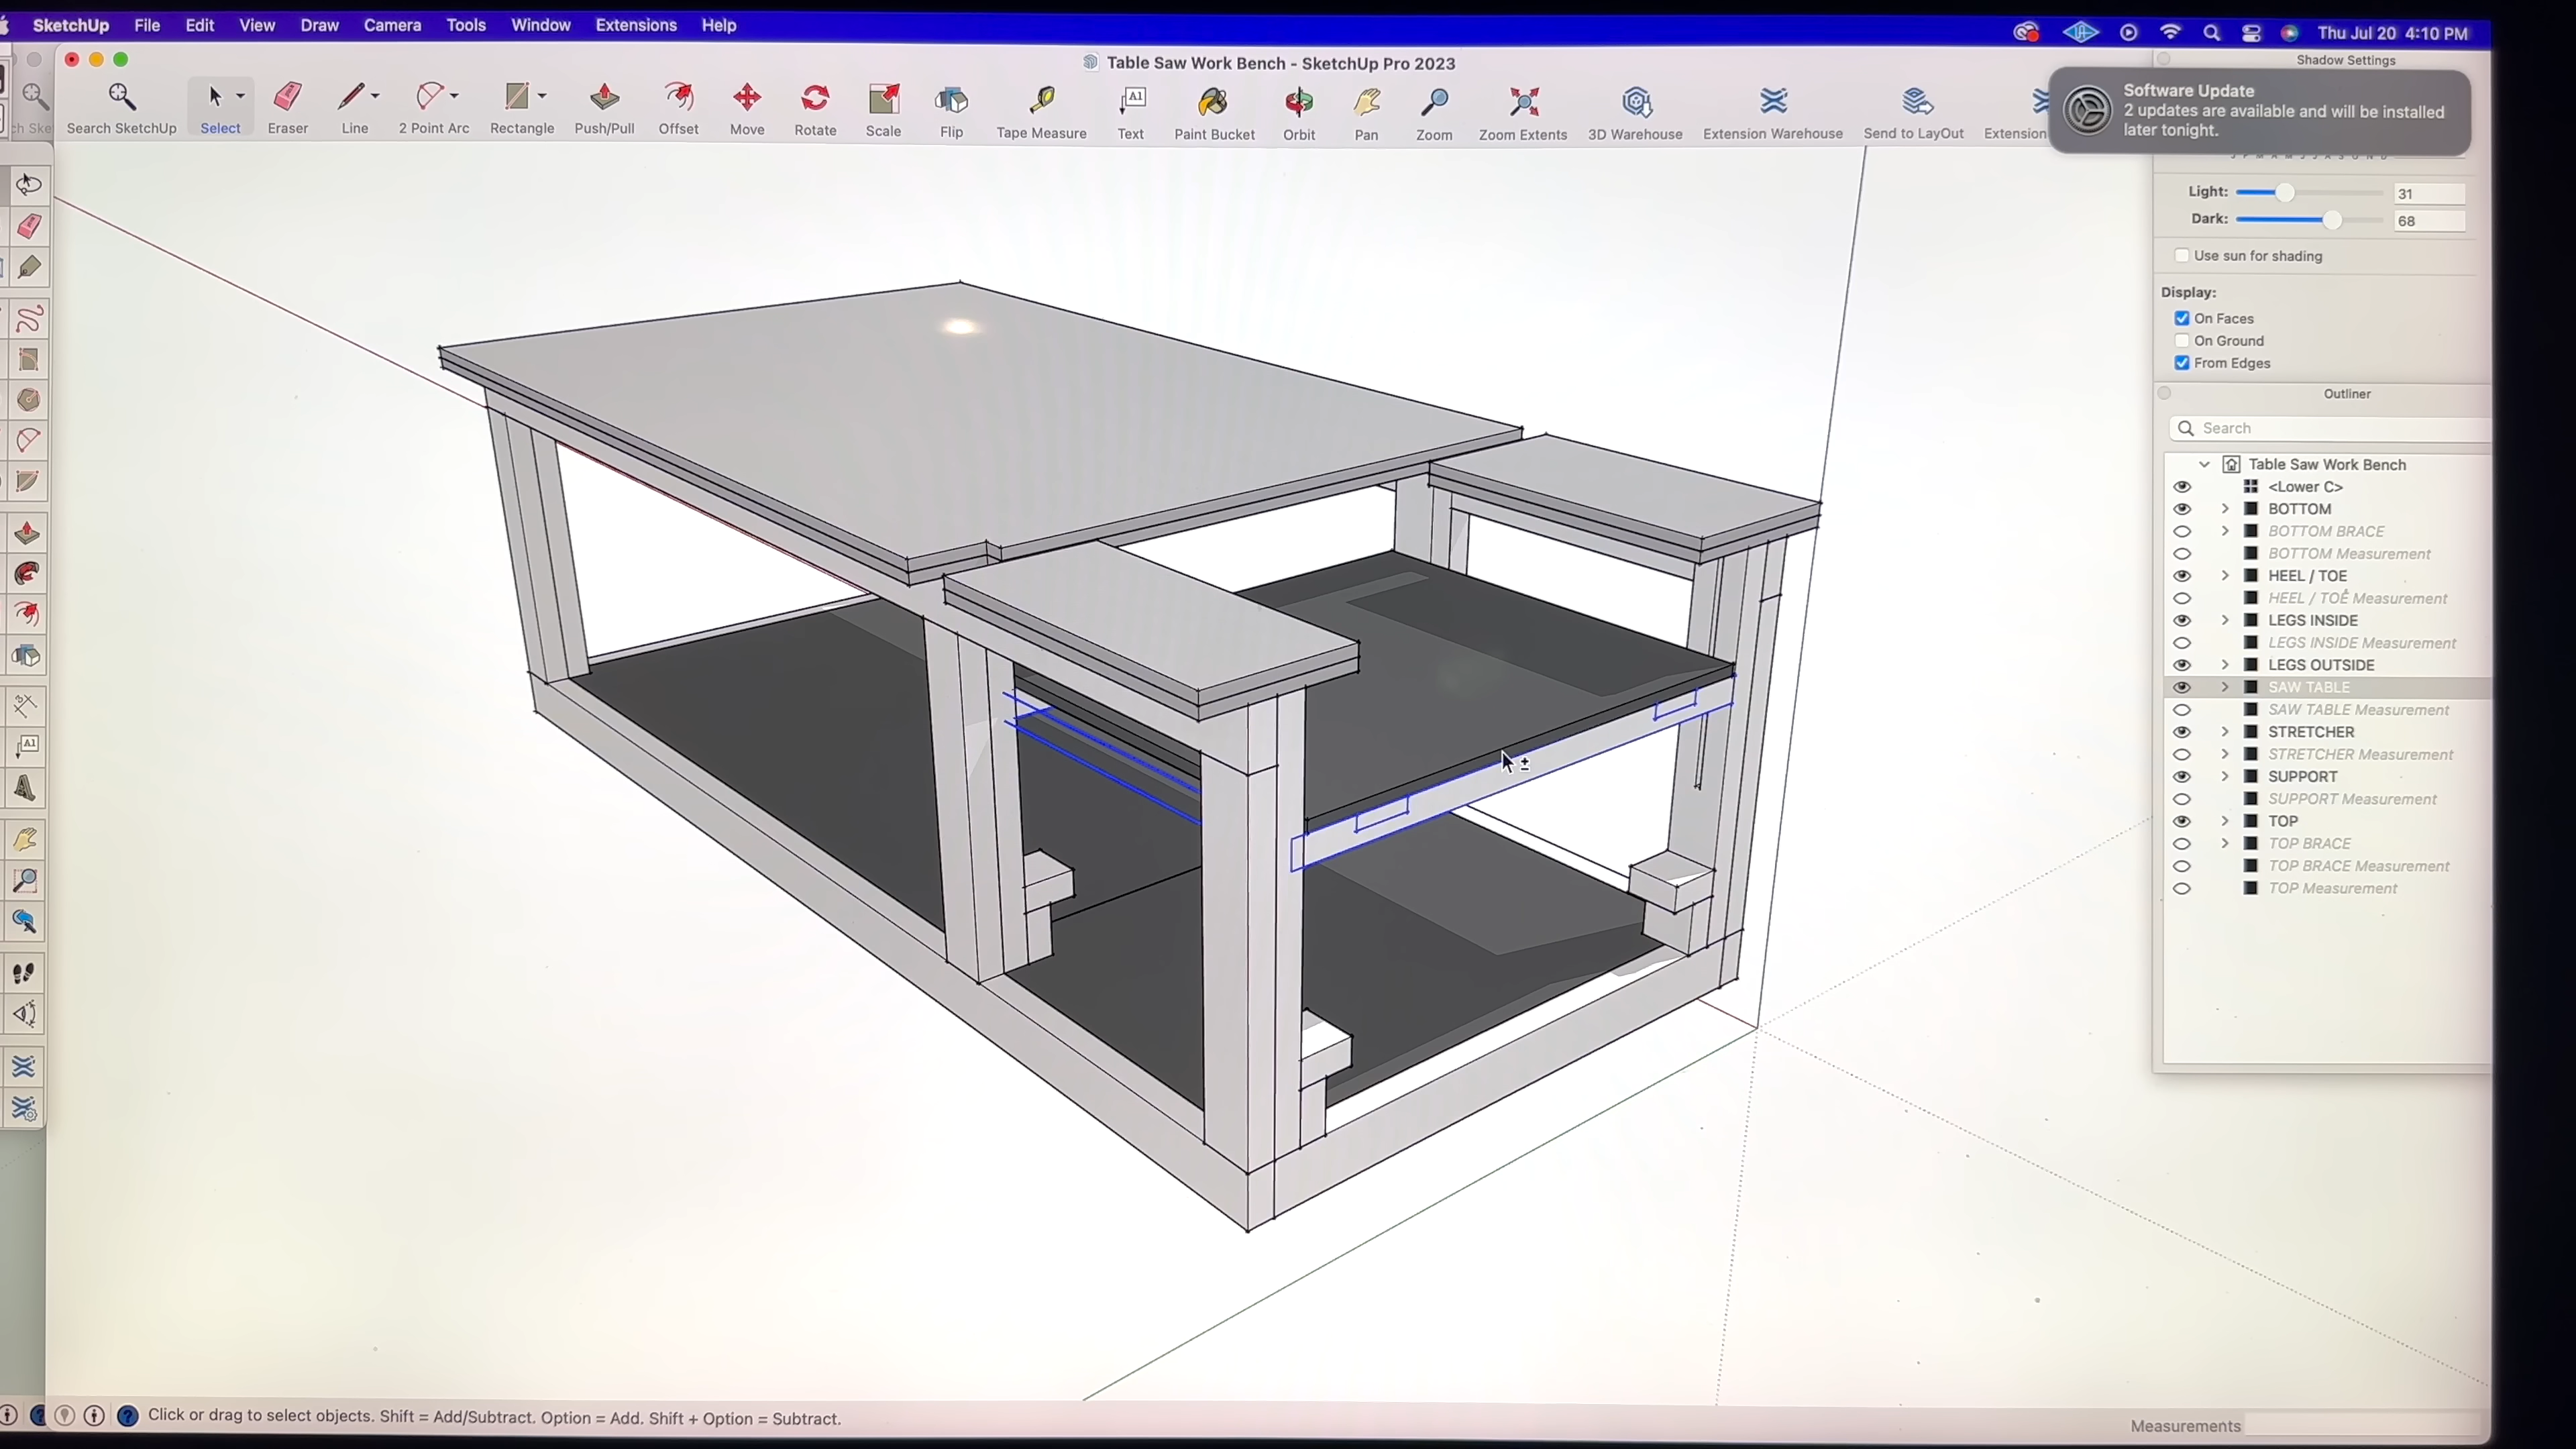 SketchUp File Edit View Draw Camera Tools Window Extensions Help
Thu Jul 20 4:10 PM
Table Saw Work Bench - SketchUp Pro 2023
Search SketchUp Select Eraser Line 2 Point Arc Rectangle Push/Pull Offset Move Rotate Scale Flip Tape Measure Text Paint Bucket Orbit Pan Zoom Zoom Extents 3D Warehouse Extension Warehouse Send to LayOut Extension
A1
Shadow Settings
Software Update
2 updates are available and will be installed
later tonight.
Light: 31
Dark: 68
Use sun for shading
Display:
On Faces
On Ground
From Edges
Outliner
Search
Table Saw Work Bench
<Lower C>
BOTTOM
BOTTOM BRACE
BOTTOM Measurement
HEEL / TOE
HEEL / TOE Measurement
LEGS INSIDE
LEGS INSIDE Measurement
LEGS OUTSIDE
SAW TABLE
SAW TABLE Measurement
STRETCHER
STRETCHER Measurement
SUPPORT
SUPPORT Measurement
TOP
TOP BRACE
TOP BRACE Measurement
TOP Measurement
A1
Click or drag to select objects. Shift = Add/Subtract. Option = Add. Shift + Option = Subtract.
Measurements